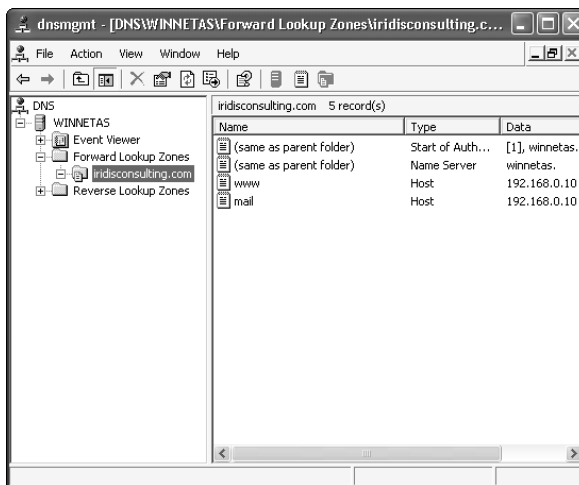 dnsmgmt - [DNS\WINNETAS\Forward Lookup Zones\iridisconsulting.c...
File Action View Window Help
DNS
WINNETAS
Event Viewer
Forward Lookup Zones
iridisconsulting.com
Reverse Lookup Zones
iridisconsulting.com 5 record(s)
Name Type Data
(same as parent folder) Start of Auth... [1], winnetas.
(same as parent folder) Name Server winnetas.
www Host 192.168.0.10
mail Host 192.168.0.10